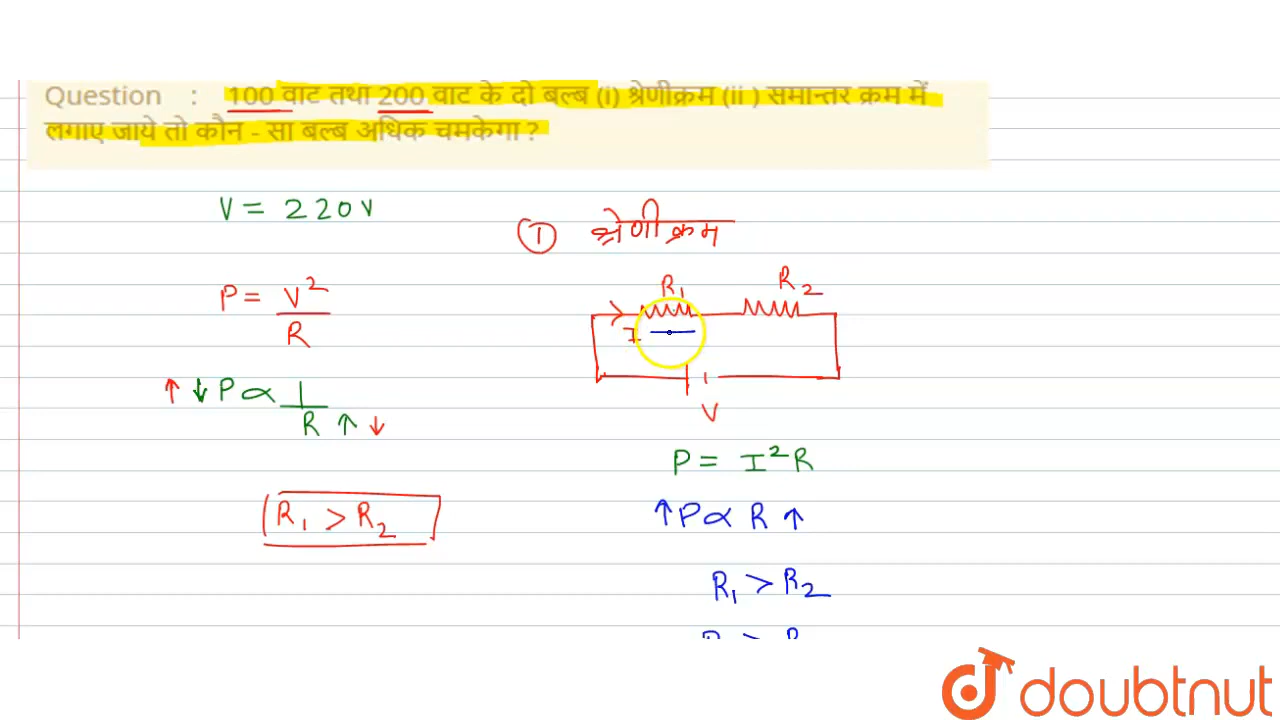 Question : 100 वाट तथा 200 वाट के दो बल्ब (i) श्रेणीक्रम (ii ) समान्तर क्रम में
लगाए जाये तो कौन - सा बल्ब अधिक चमकेगा ?
V = 220V
P = V²/R
↑ ↓ P ∝ 1/R ↑ ↓
R₁ > R₂
① श्रेणीक्रम
R₁ R₂
I
V
P = I²R
↑ P ∝ R ↑
R₁ > R₂
doubtnut